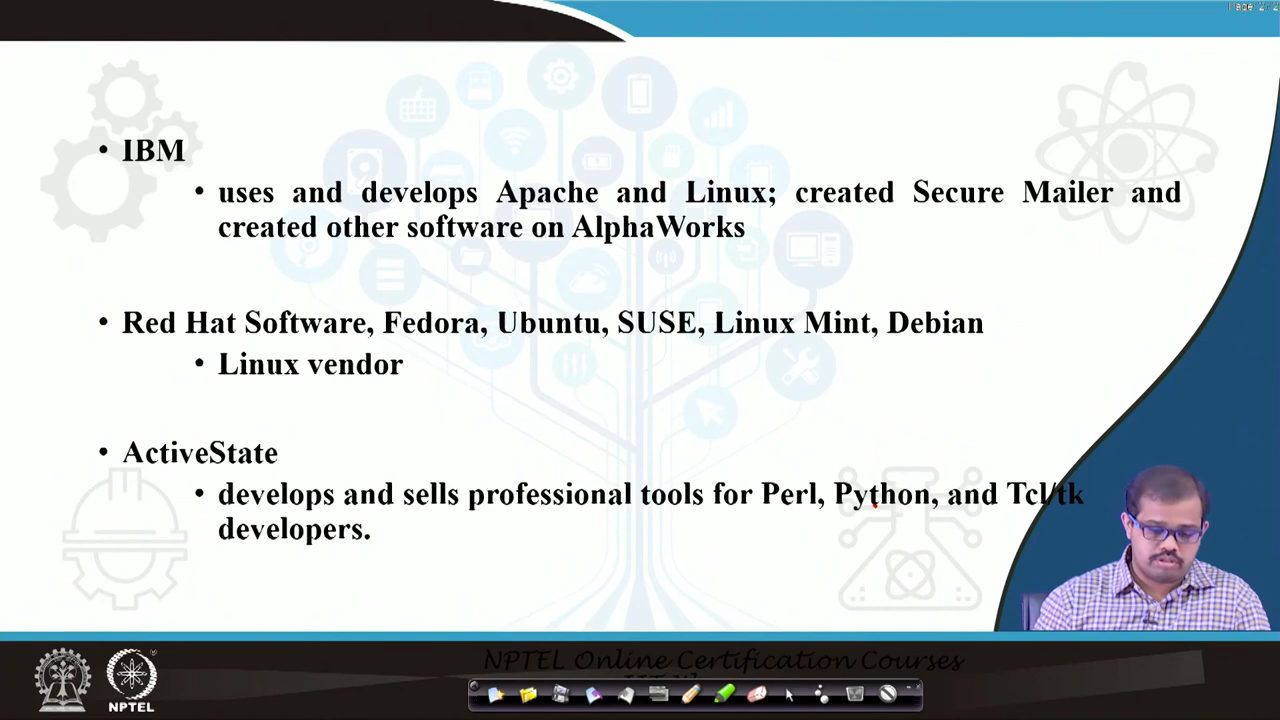 • IBM
• uses and develops Apache and Linux; created Secure Mailer and
created other software on AlphaWorks
• Red Hat Software, Fedora, Ubuntu, SUSE, Linux Mint, Debian
• Linux vendor
• ActiveState
• develops and sells professional tools for Perl, Python, and Tcl/tk
developers.
NPTEL Online Certification Courses
NPTEL